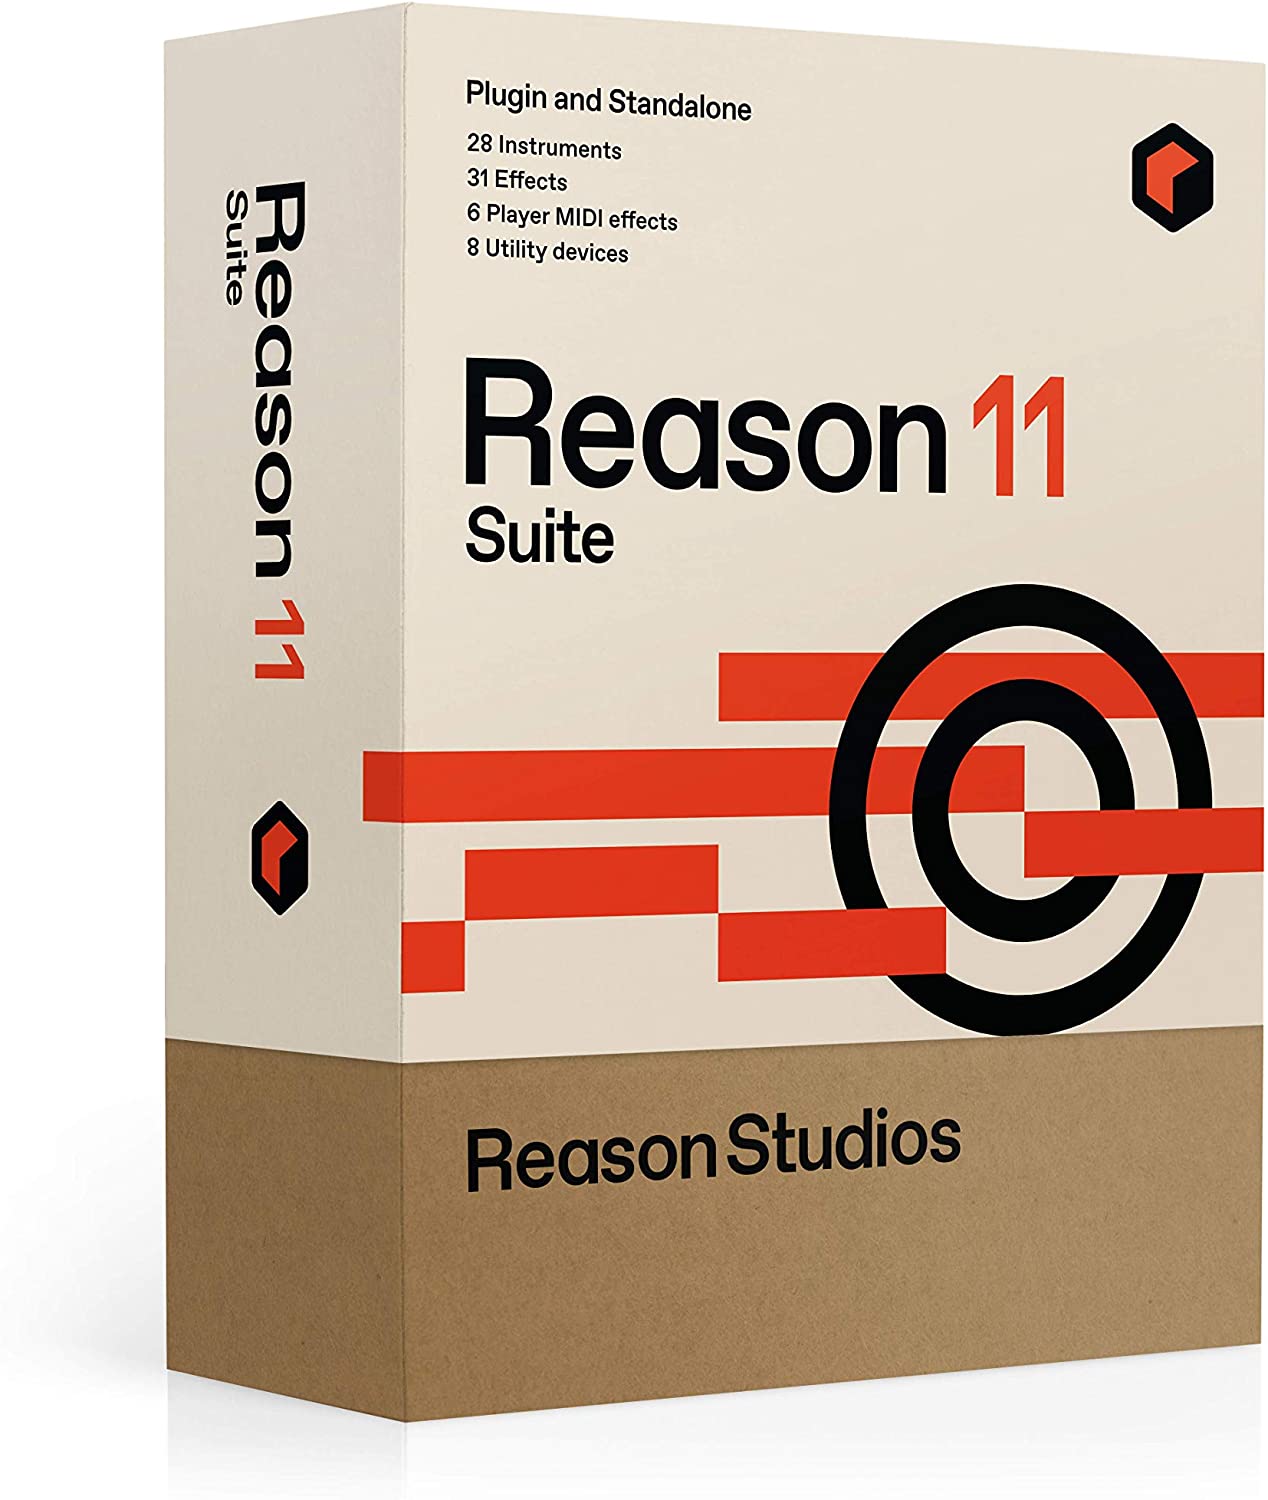 Plugin and Standalone
28 Instruments
31 Effects
6 Player MIDI effects
8 Utility devices
Reason 11
Suite
Reason Studios
Reason 11
Suite